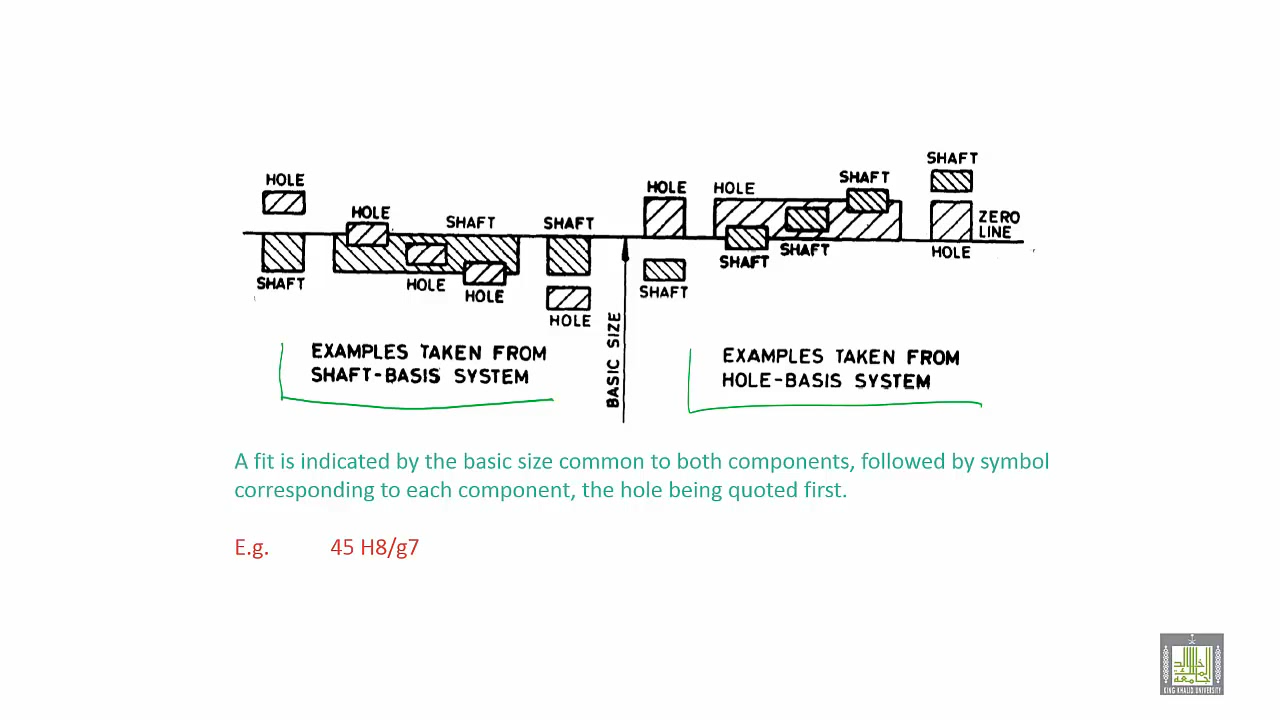 HOLE
SHAFT
HOLE
SHAFT
HOLE
HOLE
SHAFT
HOLE
EXAMPLES TAKEN FROM
SHAFT-BASIS SYSTEM
BASIC SIZE
HOLE
SHAFT
HOLE
SHAFT
SHAFT
SHAFT
SHAFT
HOLE
ZERO
LINE
EXAMPLES TAKEN FROM
HOLE-BASIS SYSTEM
A fit is indicated by the basic size common to both components, followed by symbol
corresponding to each component, the hole being quoted first.
E.g. 45 H8/g7
KING KHALID UNIVERSITY